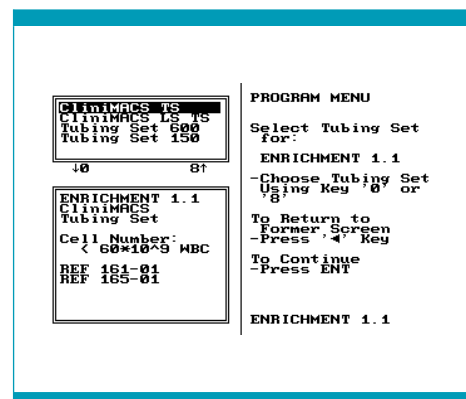 CliniMACS TS
CliniMACS LS TS
Tubing Set 600
Tubing Set 150
↓0 8↑
ENRICHMENT 1.1
CliniMACS
Tubing Set
Cell Number:
< 60*10^9 WBC
REF 161-01
REF 165-01
PROGRAM MENU
Select Tubing Set
for:
ENRICHMENT 1.1
-Choose Tubing Set
Using Key '0' or
'8'
To Return to
Former Screen
-Press '◄' Key
To Continue
-Press ENT
ENRICHMENT 1.1